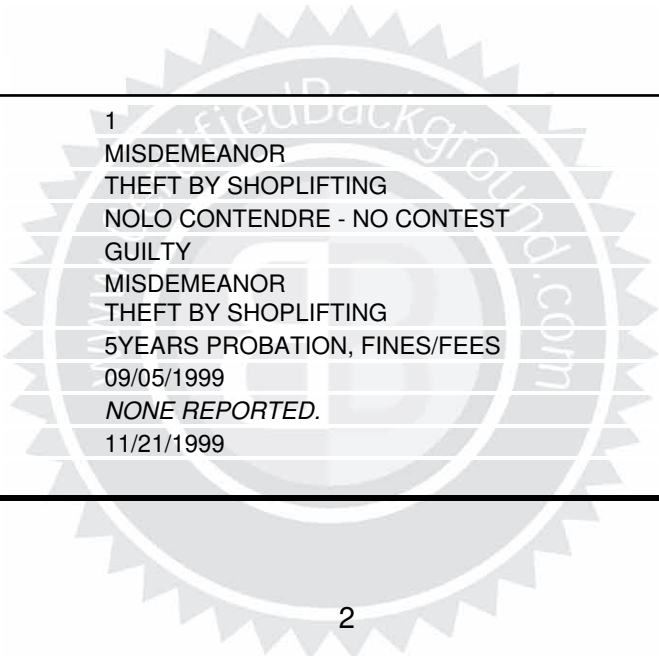 1
MISDEMEANOR
THEFT BY SHOPLIFTING
NOLO CONTENDRE - NO CONTEST
GUILTY
MISDEMEANOR
THEFT BY SHOPLIFTING
5YEARS PROBATION, FINES/FEES
09/05/1999
NONE REPORTED.
11/21/1999
2